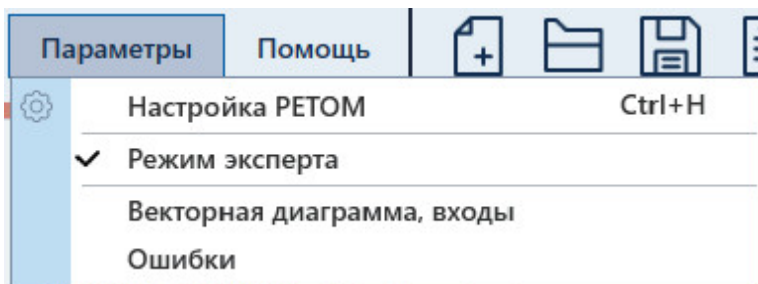 Параметры Помощь
Настройка РЕТОМ Ctrl+H
Режим эксперта
Векторная диаграмма, входы
Ошибки